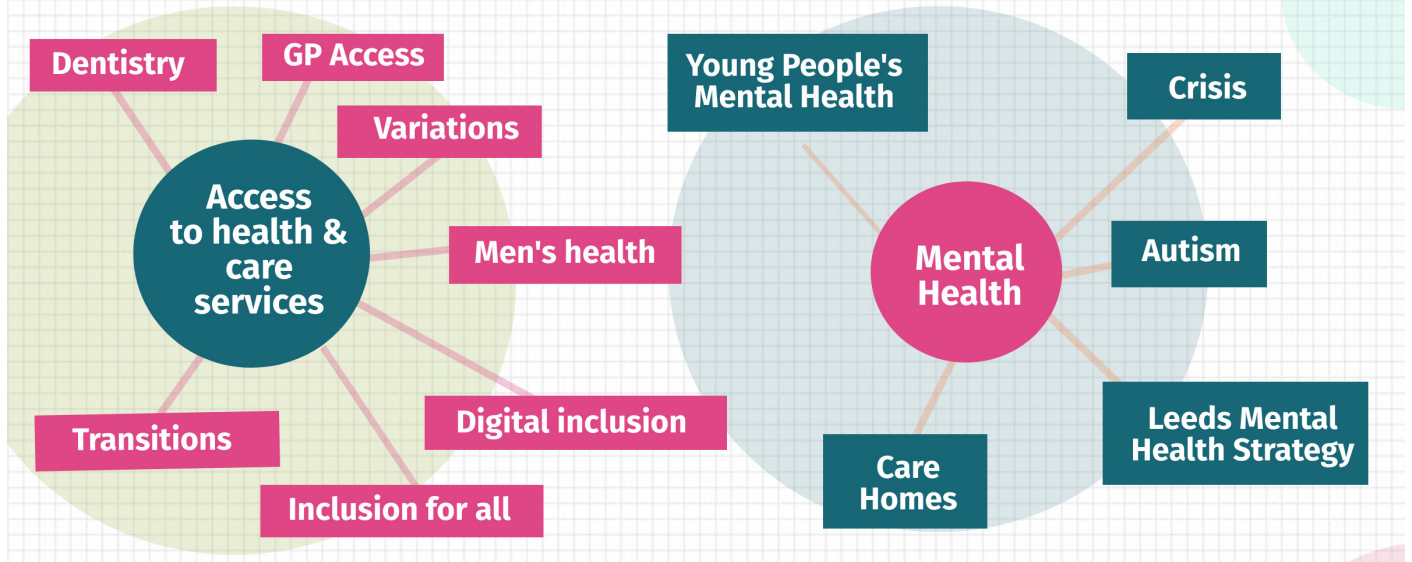 Dentistry
GP Access
Variations
Access
to health &
care
services
Men's health
Digital inclusion
Transitions
Inclusion for all
Young People's
Mental Health
Crisis
Mental
Health
Autism
Leeds Mental
Health Strategy
Care
Homes